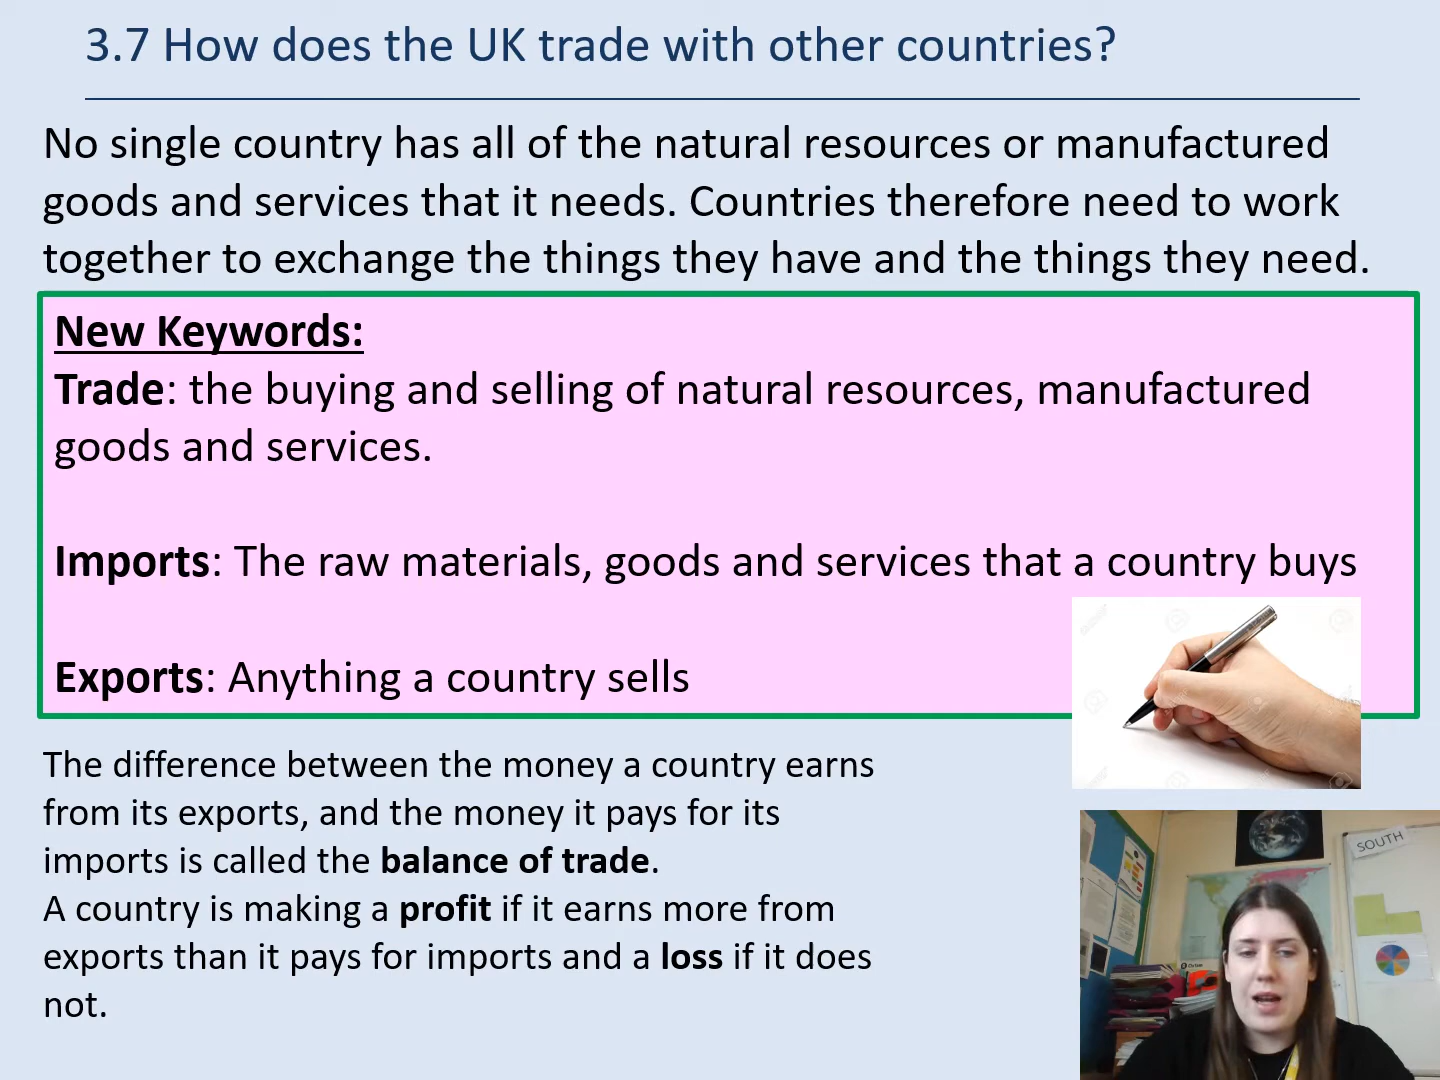 3.7 How does the UK trade with other countries?
No single country has all of the natural resources or manufactured
goods and services that it needs. Countries therefore need to work
together to exchange the things they have and the things they need.
New Keywords:
Trade: the buying and selling of natural resources, manufactured
goods and services.
Imports: The raw materials, goods and services that a country buys
Exports: Anything a country sells
The difference between the money a country earns
from its exports, and the money it pays for its
imports is called the balance of trade.
A country is making a profit if it earns more from
exports than it pays for imports and a loss if it does
not.
SOUTH